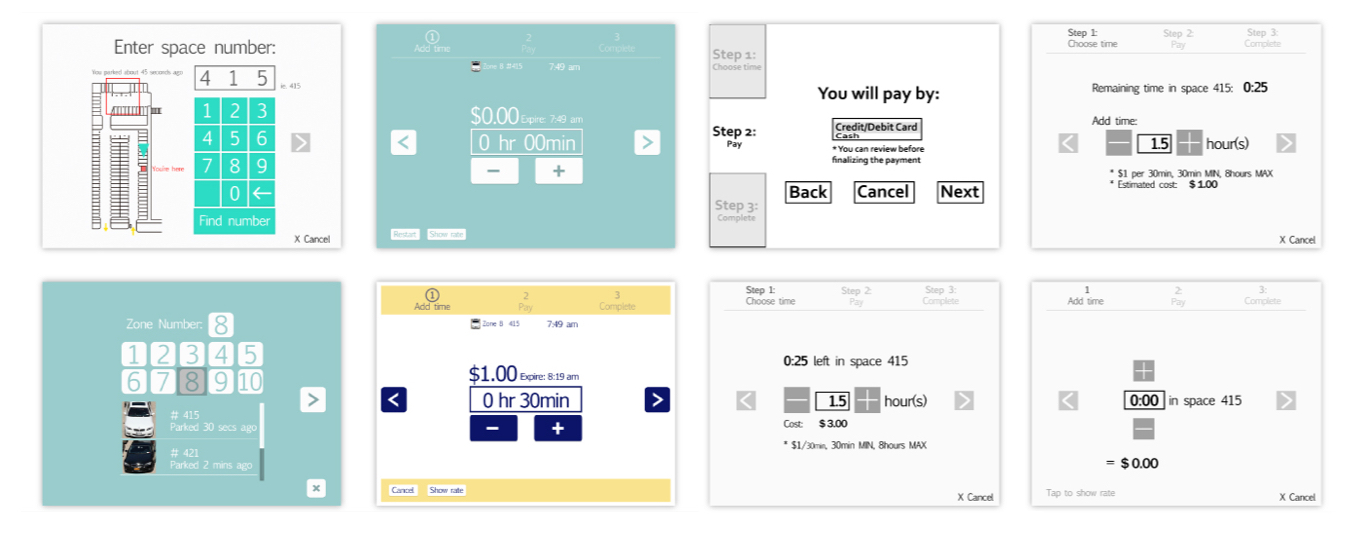 Enter space number:
You parked about 45 seconds ago
4 1 5
ie. 415
1 2 3
4 5 6
You're here
7 8 9
0 ←
Find number
X Cancel
1 2 3
Add time Pay Complete
Zone 8 #415 7:49 am
$0.00 Expire: 7:49 am
< 0 hr 00min >
− +
Restart Show rate
Step 1:
Choose time
You will pay by:
Credit/Debit Card
Cash
Step 2:
Pay
*You can review before
finalizing the payment
Back Cancel Next
Step 3:
Complete
Step 1: Step 2: Step 3:
Choose time Pay Complete
Remaining time in space 415: 0:25
Add time:
< − 1.5 + hour(s) >
* $1 per 30min, 30min MIN, 8hours MAX
* Estimated cost: $1.00
X Cancel
Zone Number: 8
1 2 3 4 5
6 7 8 9 10
>
# 415
Parked 30 secs ago
# 421
Parked 2 mins ago
×
1 2 3
Add time Pay Complete
Zone 8 415 7:49 am
$1.00 Expire: 8:19 am
< 0 hr 30min >
− +
Cancel Show rate
Step 1: Step 2: Step 3:
Choose time Pay Complete
0:25 left in space 415
< − 1.5 + hour(s) >
Cost: $3.00
* $1/30min, 30min MIN, 8hours MAX
X Cancel
1 2: 3:
Add time Pay Complete
+
< 0:00 in space 415 >
−
= $0.00
Tap to show rate
X Cancel